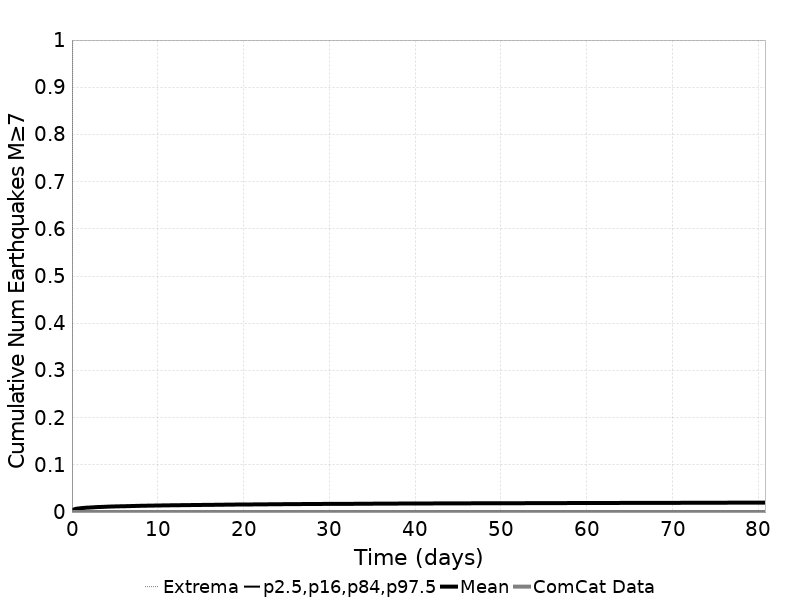 Cumulative Num Earthquakes M≥7
1
0.9
0.8
0.7
0.6
0.5
0.4
0.3
0.2
0.1
0
0 10 20 30 40 50 60 70 80
Time (days)
Extrema p2.5,p16,p84,p97.5 Mean ComCat Data